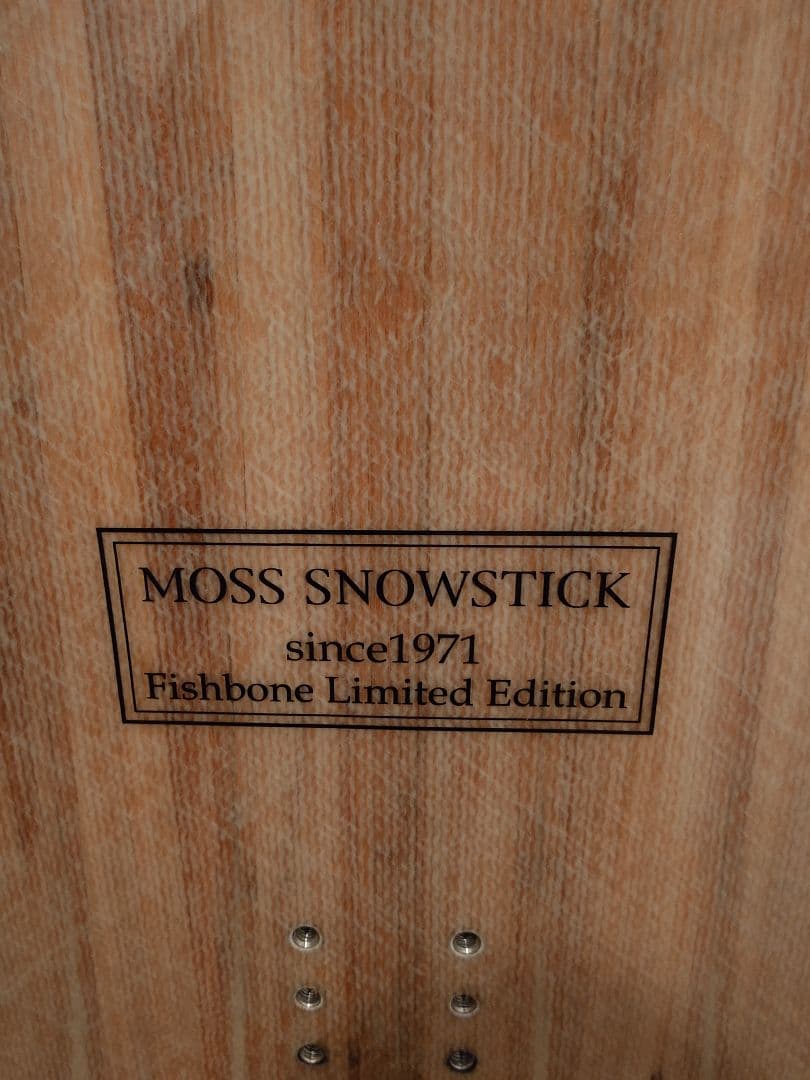 MOSS SNOWSTICK
since1971
Fishbone Limited Edition